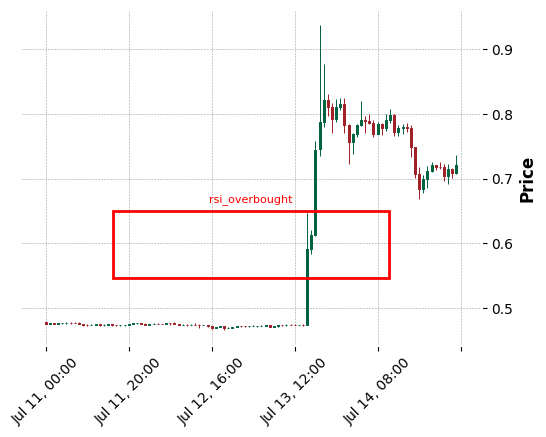 0.9
0.8
0.7
rsi_overbought
0.6
0.5
Price
Jul 11, 00:00
Jul 11, 20:00
Jul 12, 16:00
Jul 13, 12:00
Jul 14, 08:00